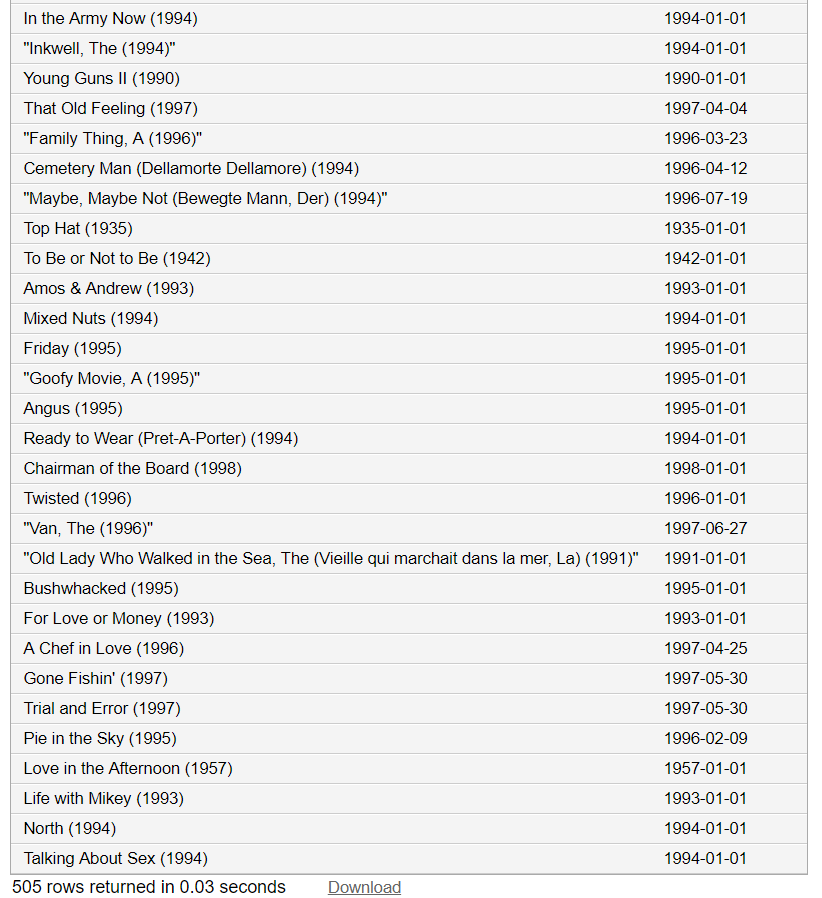 In the Army Now (1994) 1994-01-01
"Inkwell, The (1994)" 1994-01-01
Young Guns II (1990) 1990-01-01
That Old Feeling (1997) 1997-04-04
"Family Thing, A (1996)" 1996-03-23
Cemetery Man (Dellamorte Dellamore) (1994) 1996-04-12
"Maybe, Maybe Not (Bewegte Mann, Der) (1994)" 1996-07-19
Top Hat (1935) 1935-01-01
To Be or Not to Be (1942) 1942-01-01
Amos & Andrew (1993) 1993-01-01
Mixed Nuts (1994) 1994-01-01
Friday (1995) 1995-01-01
"Goofy Movie, A (1995)" 1995-01-01
Angus (1995) 1995-01-01
Ready to Wear (Pret-A-Porter) (1994) 1994-01-01
Chairman of the Board (1998) 1998-01-01
Twisted (1996) 1996-01-01
"Van, The (1996)" 1997-06-27
"Old Lady Who Walked in the Sea, The (Vieille qui marchait dans la mer, La) (1991)" 1991-01-01
Bushwhacked (1995) 1995-01-01
For Love or Money (1993) 1993-01-01
A Chef in Love (1996) 1997-04-25
Gone Fishin' (1997) 1997-05-30
Trial and Error (1997) 1997-05-30
Pie in the Sky (1995) 1996-02-09
Love in the Afternoon (1957) 1957-01-01
Life with Mikey (1993) 1993-01-01
North (1994) 1994-01-01
Talking About Sex (1994) 1994-01-01
505 rows returned in 0.03 seconds Download